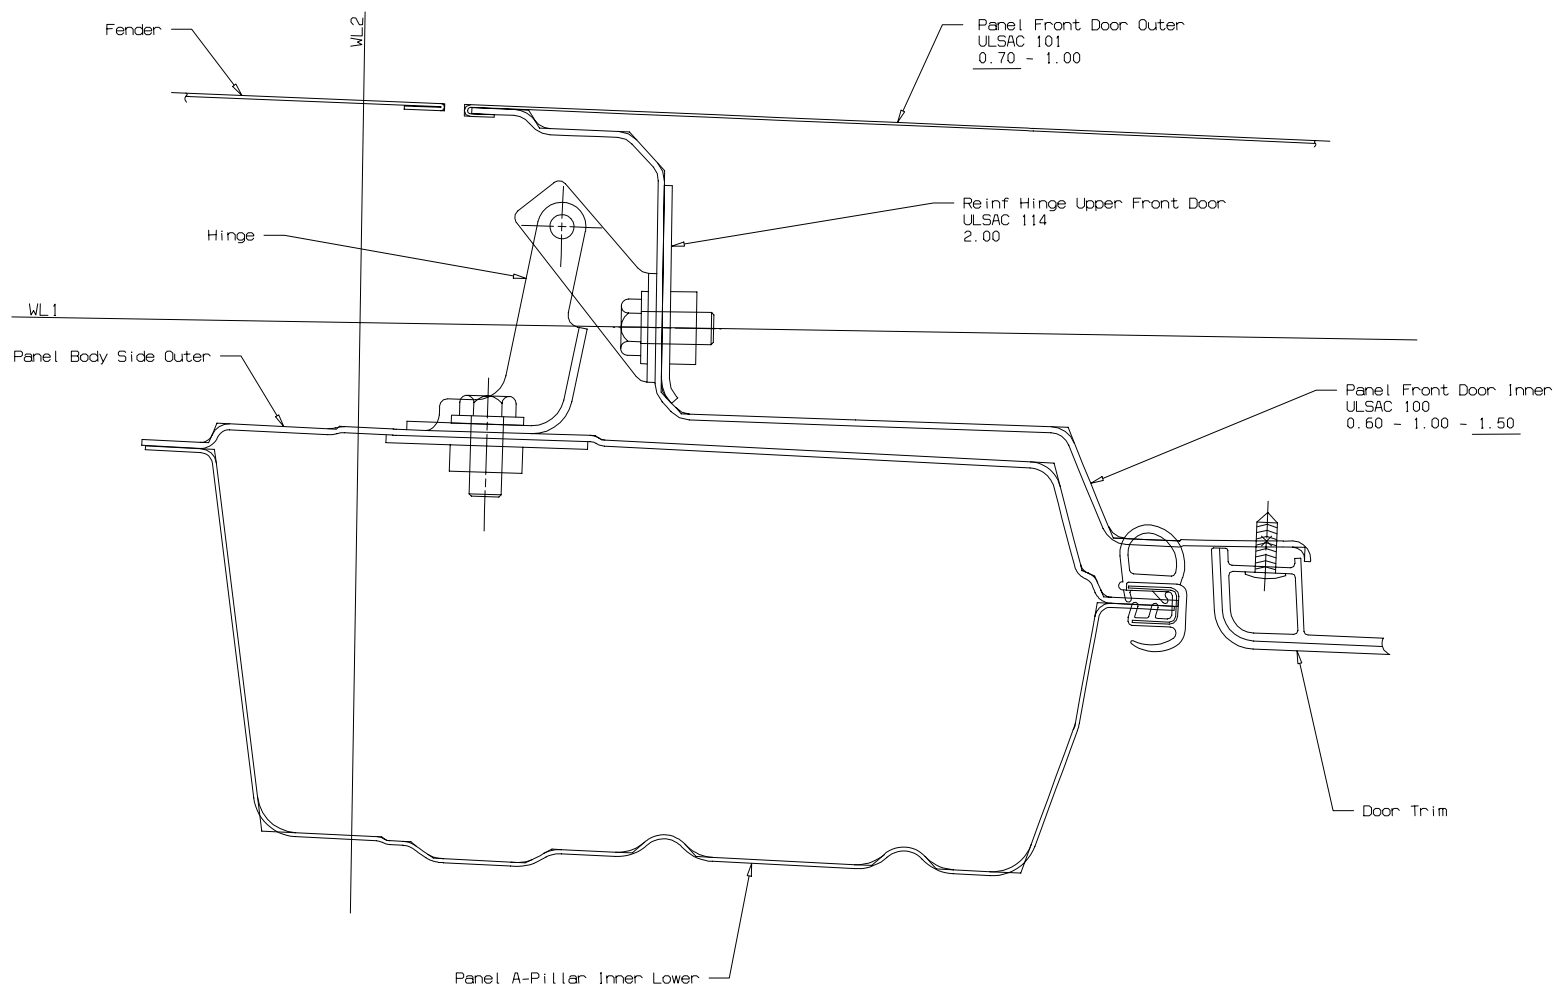 Fender
WL2
Panel Front Door Outer
ULSAC 101
0.70 - 1.00
Reinf Hinge Upper Front Door
ULSAC 114
2.00
Hinge
WL1
Panel Body Side Outer
Panel Front Door Inner
ULSAC 100
0.60 - 1.00 - 1.50
Door Trim
Panel A-Pillar Inner Lower